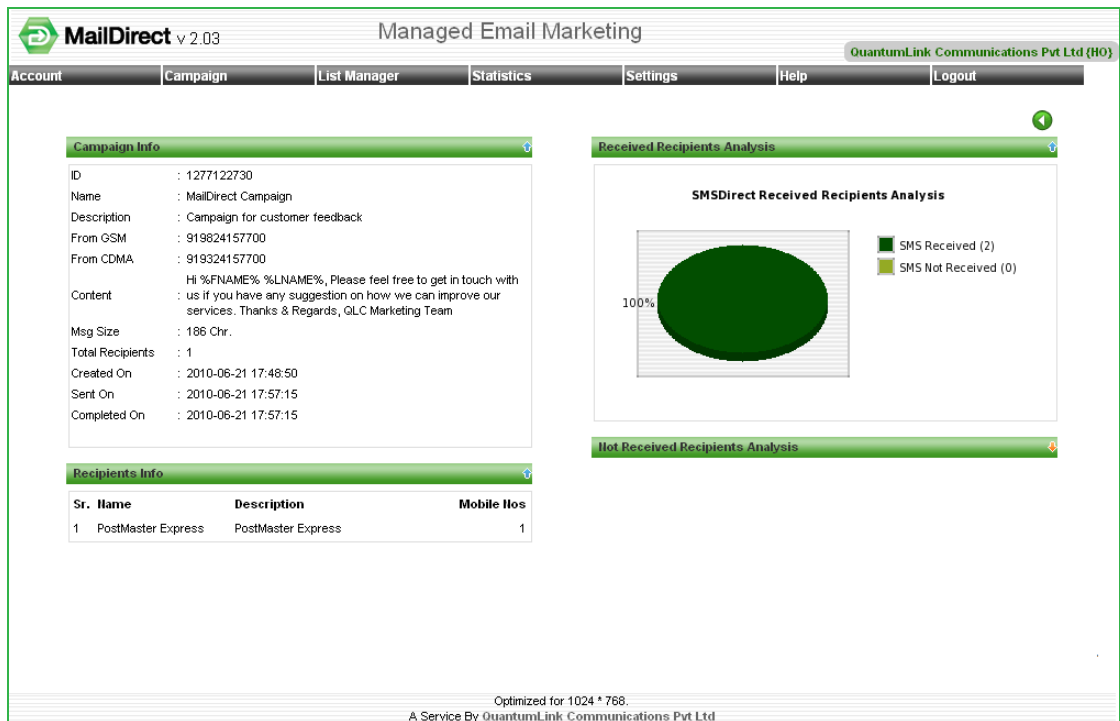 MailDirect v 2.03
Managed Email Marketing
QuantumLink Communications Pvt Ltd {HO}
Account Campaign List Manager Statistics Settings Help Logout
Campaign Info
ID : 1277122730
Name : MailDirect Campaign
Description : Campaign for customer feedback
From GSM : 919824157700
From CDMA : 919324157700
Content : Hi %FNAME% %LNAME%, Please feel free to get in touch with
us if you have any suggestion on how we can improve our
services. Thanks & Regards, QLC Marketing Team
Msg Size : 186 Chr.
Total Recipients : 1
Created On : 2010-06-21 17:48:50
Sent On : 2010-06-21 17:57:15
Completed On : 2010-06-21 17:57:15
Recipients Info
Sr. Name Description Mobile Nos
1 PostMaster Express PostMaster Express 1
Received Recipients Analysis
SMSDirect Received Recipients Analysis
100%
SMS Received (2)
SMS Not Received (0)
Not Received Recipients Analysis
Optimized for 1024 * 768.
A Service By QuantumLink Communications Pvt Ltd